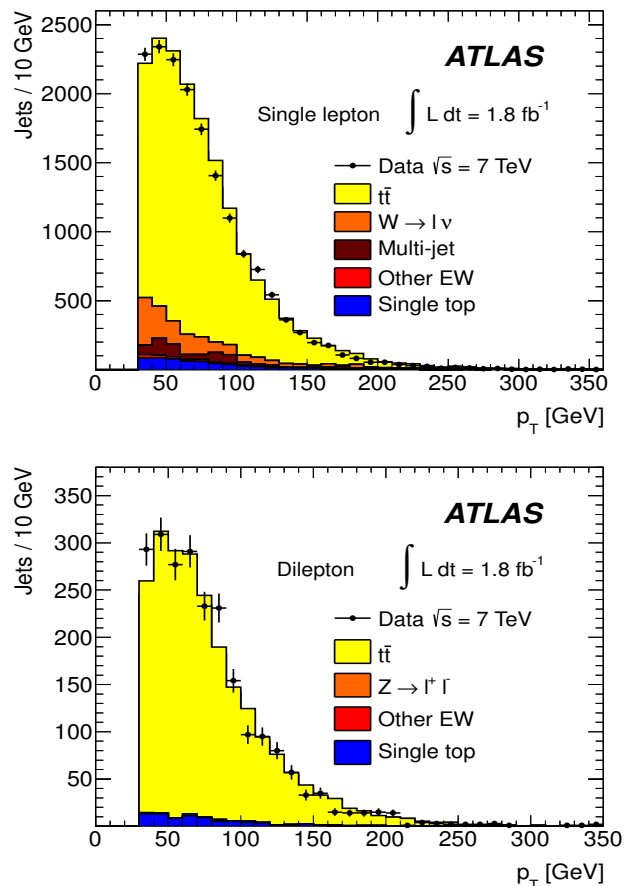 Jets / 10 GeV
2500
2000
1500
1000
500
ATLAS
Single lepton ∫ L dt = 1.8 fb⁻¹
Data √s = 7 TeV
tt̄
W → l ν
Multi-jet
Other EW
Single top
0 50 100 150 200 250 300 350
p_T [GeV]
Jets / 10 GeV
350
300
250
200
150
100
50
ATLAS
Dilepton ∫ L dt = 1.8 fb⁻¹
Data √s = 7 TeV
tt̄
Z → l⁺ l⁻
Other EW
Single top
0 50 100 150 200 250 300 350
p_T [GeV]